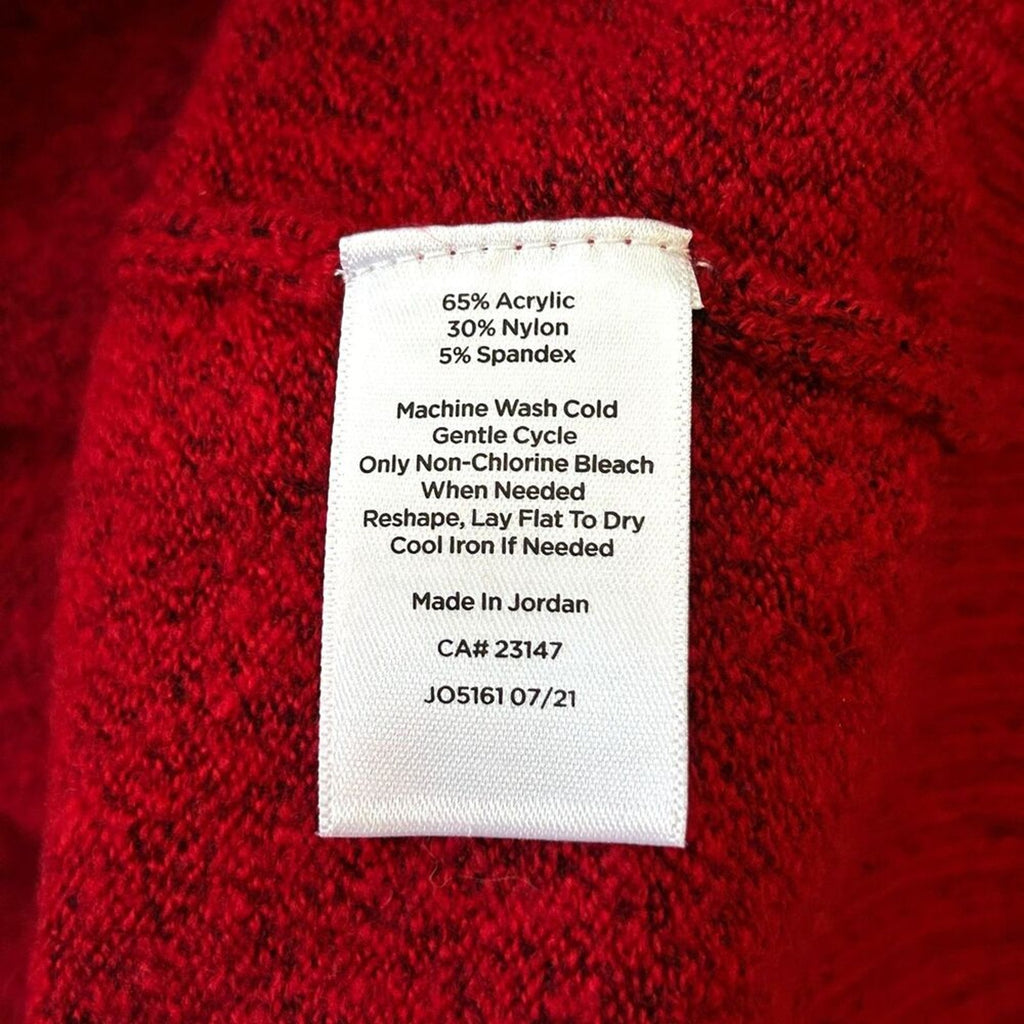 65% Acrylic
30% Nylon
5% Spandex
Machine Wash Cold
Gentle Cycle
Only Non-Chlorine Bleach
When Needed
Reshape, Lay Flat To Dry
Cool Iron If Needed
Made In Jordan
CA# 23147
JO5161 07/21